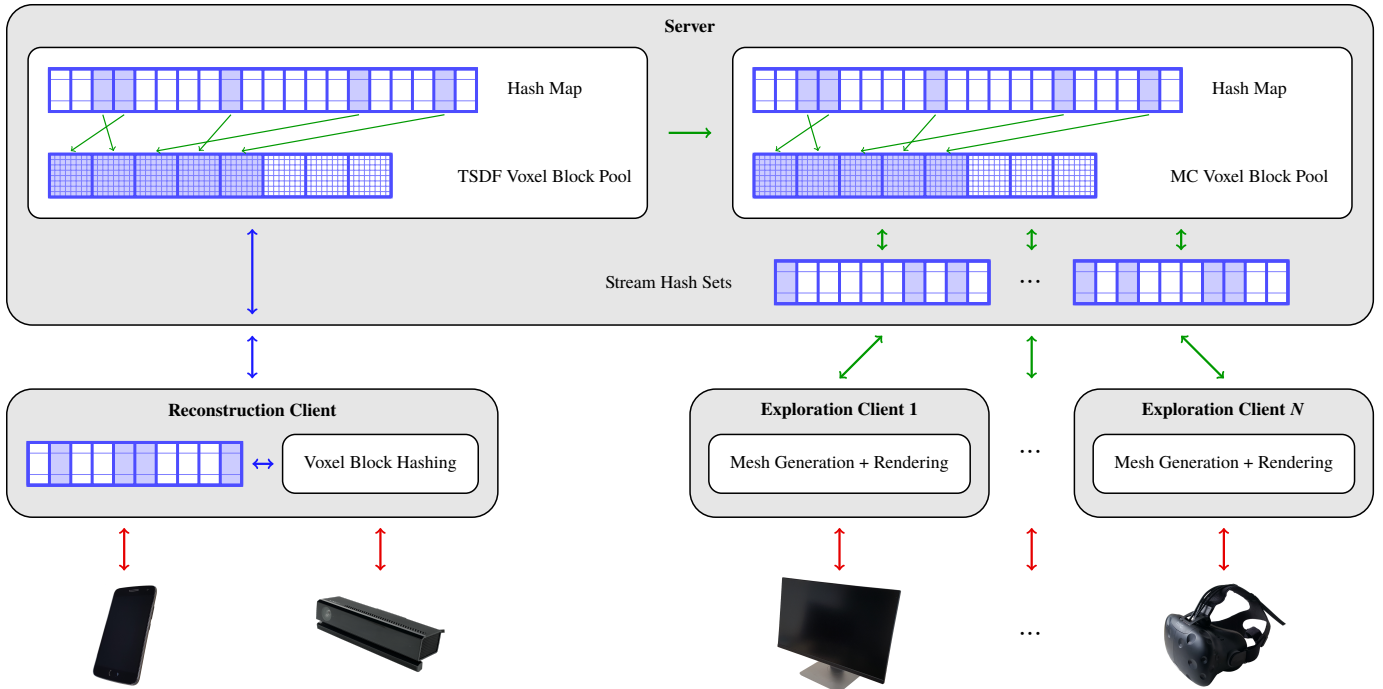 Server
Hash Map
TSDF Voxel Block Pool
Hash Map
MC Voxel Block Pool
Stream Hash Sets
...
Reconstruction Client
Voxel Block Hashing
Exploration Client 1
Mesh Generation + Rendering
...
Exploration Client N
Mesh Generation + Rendering
...